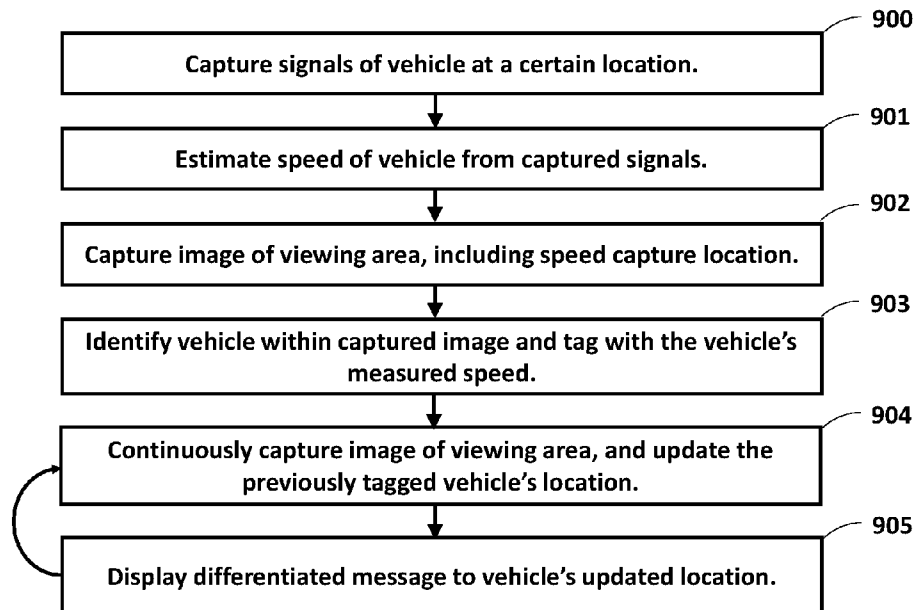 900
Capture signals of vehicle at a certain location.
901
Estimate speed of vehicle from captured signals.
902
Capture image of viewing area, including speed capture location.
903
Identify vehicle within captured image and tag with the vehicle's
measured speed.
904
Continuously capture image of viewing area, and update the
previously tagged vehicle's location.
905
Display differentiated message to vehicle's updated location.